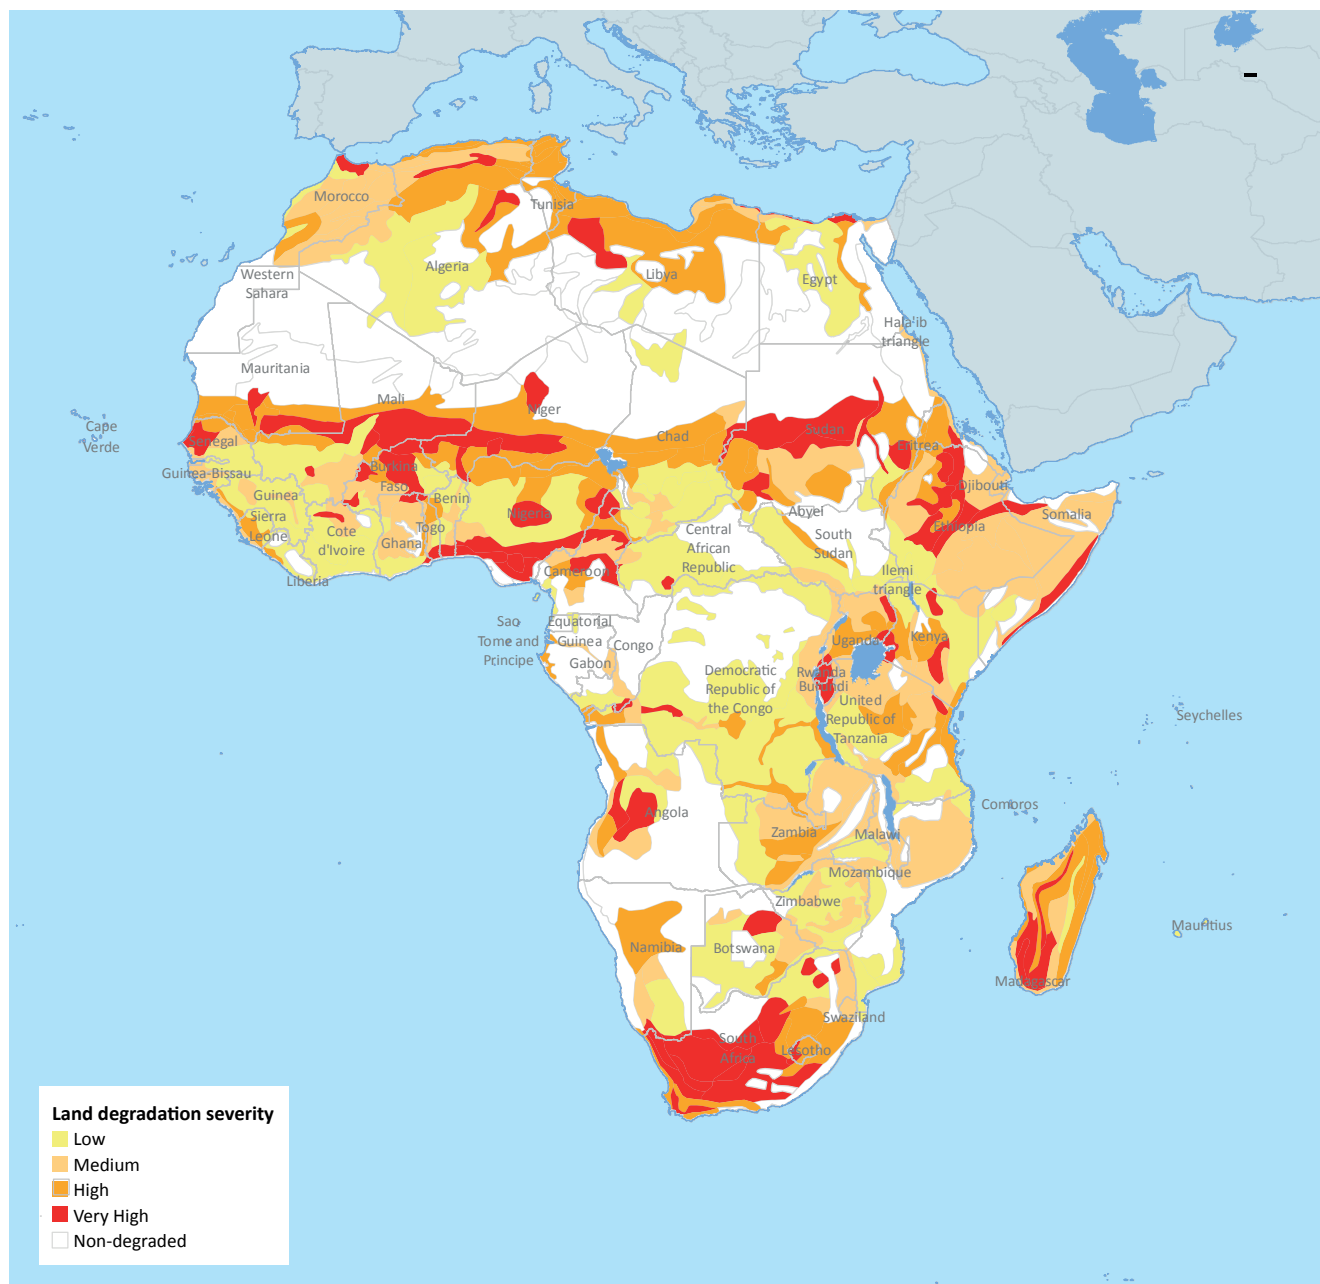 Morocco
Tunisia
Algeria
Libya
Egypt
Western
Sahara
Hala'ib
triangle
Mauritania
Mali
Niger
Chad
Sudan
Eritrea
Cape
Verde
Senegal
Guinea-Bissau
Burkina
Faso
Guinea
Benin
Djibouti
Sierra
Leone
Nigeria
Abyei
Somalia
Ethiopia
Togo
Cote
d'Ivoire
Ghana
Central
African
Republic
South
Sudan
Liberia
Cameroon
Ilemi
triangle
Sao
Tome and
Principe
Equatorial
Guinea
Congo
Uganda
Kenya
Gabon
Democratic
Republic of
the Congo
Rwanda
Burundi
United
Republic of
Tanzania
Seychelles
Angola
Comoros
Zambia
Malawi
Mozambique
Zimbabwe
Mauritius
Namibia
Botswana
Madagascar
Swaziland
South
Africa
Lesotho
Land degradation severity
Low
Medium
High
Very High
Non-degraded